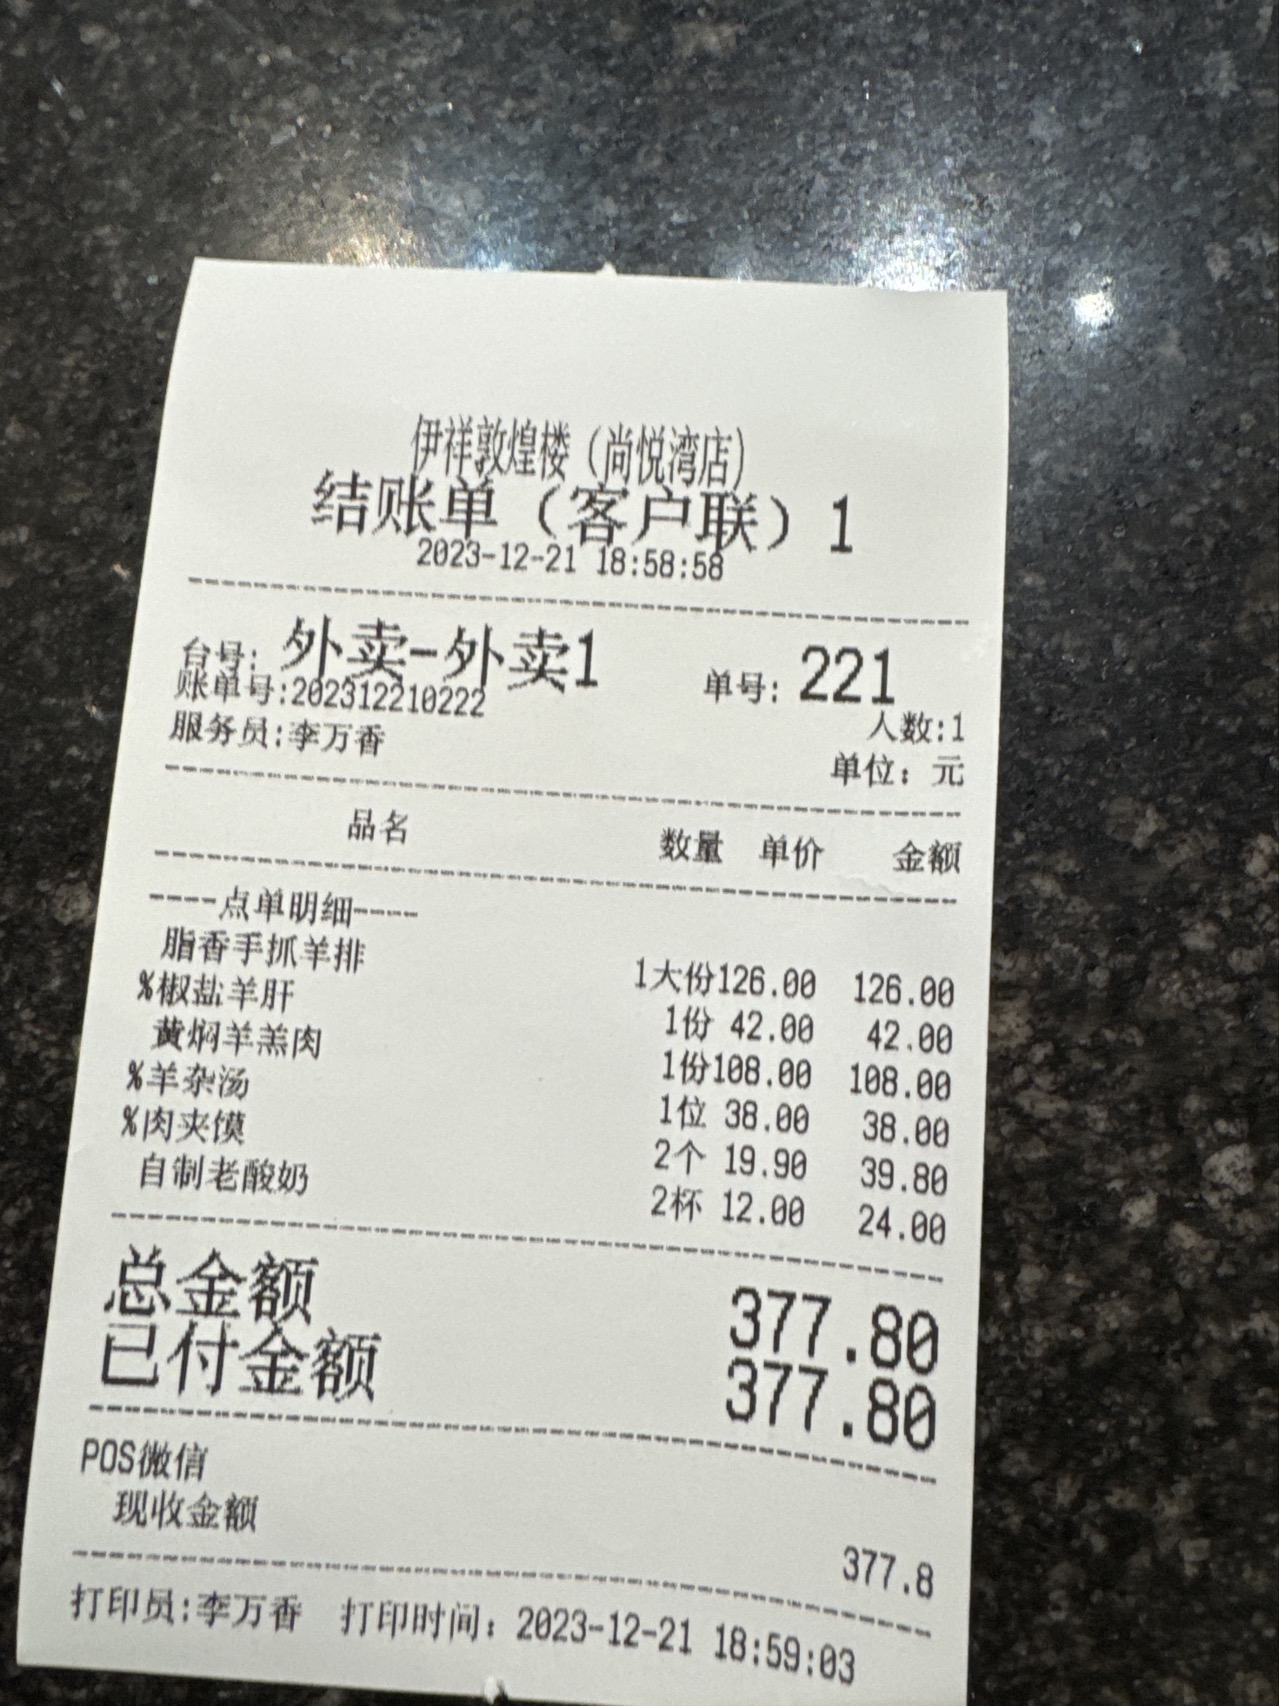 伊祥敦煌楼（尚悦湾店）
结账单（客户联）1
2023-12-21 18:58:58
台号: 外卖-外卖1 单号: 221
账单号:202312210222 人数:1
服务员:李万香 单位: 元
品名 数量 单价 金额
----点单明细----
脂香手抓羊排 1大份126.00 126.00
%椒盐羊肝 1份 42.00 42.00
黄焖羊羔肉 1份108.00 108.00
%羊杂汤 1位 38.00 38.00
%肉夹馍 2个 19.90 39.80
自制老酸奶 2杯 12.00 24.00
总金额 377.80
已付金额 377.80
POS微信
现收金额 377.8
打印员:李万香 打印时间: 2023-12-21 18:59:03